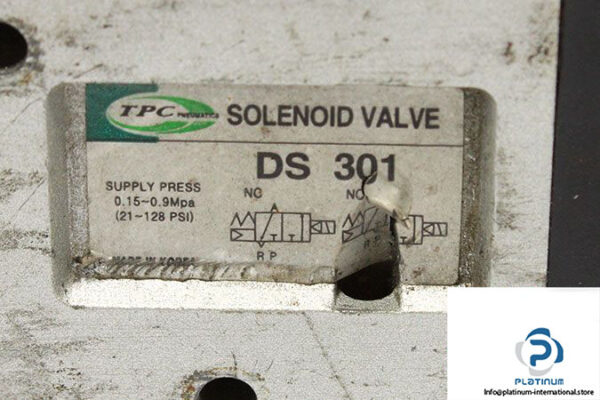 TPC PNEUMATICS
SOLENOID VALVE
DS 301
SUPPLY PRESS
0.15~0.9Mpa
(21~128 PSI)
NC
NO
R P
R P
MADE IN KOREA
PLATINUM
Info@platinum-international.store